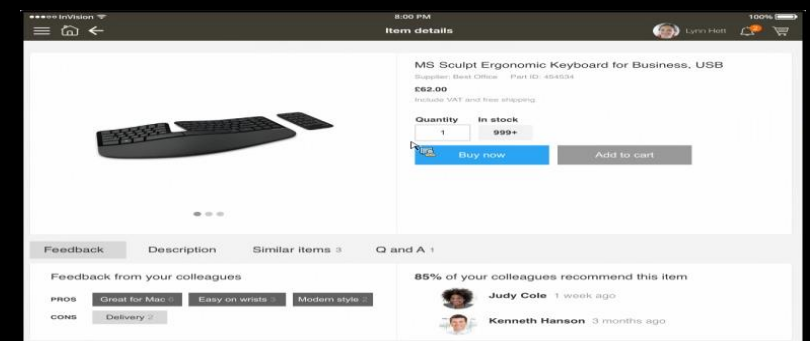 InVision
8:00 PM
100%
Item details
Lynn Hett
MS Sculpt Ergonomic Keyboard for Business, USB
Supplier: Best Office Part ID: 454534
£62.00
Include VAT and free shipping
Quantity In stock
1 999+
Buy now Add to cart
Feedback Description Similar items 3 Q and A 1
Feedback from your colleagues
PROS Great for Mac 6 Easy on wrists 3 Modern style 2
CONS Delivery 2
85% of your colleagues recommend this item
Judy Cole 1 week ago
Kenneth Hanson 3 months ago